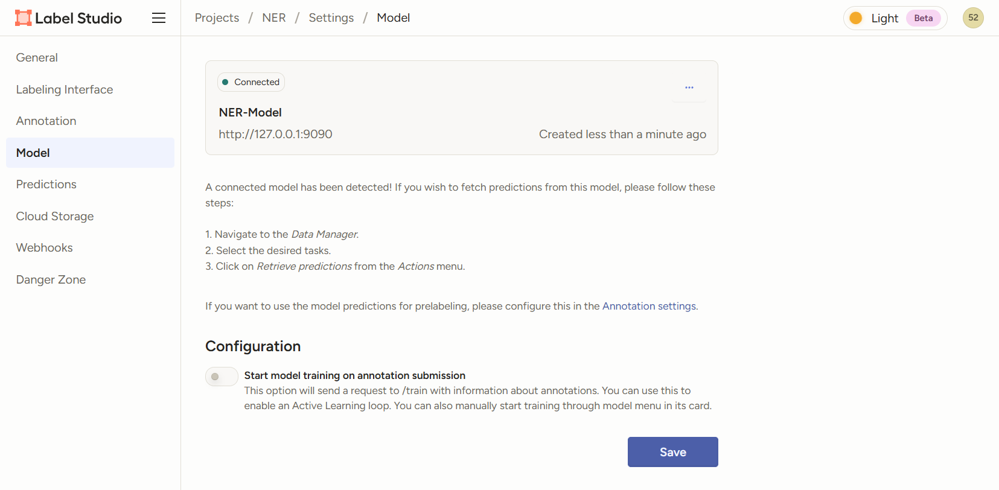 Label Studio
Projects / NER / Settings / Model
Light Beta
52
General
Labeling Interface
Annotation
Model
Predictions
Cloud Storage
Webhooks
Danger Zone
Connected
...
NER-Model
http://127.0.0.1:9090
Created less than a minute ago
A connected model has been detected! If you wish to fetch predictions from this model, please follow these
steps:
1. Navigate to the Data Manager.
2. Select the desired tasks.
3. Click on Retrieve predictions from the Actions menu.
If you want to use the model predictions for prelabeling, please configure this in the Annotation settings.
Configuration
Start model training on annotation submission
This option will send a request to /train with information about annotations. You can use this to
enable an Active Learning loop. You can also manually start training through model menu in its card.
Save